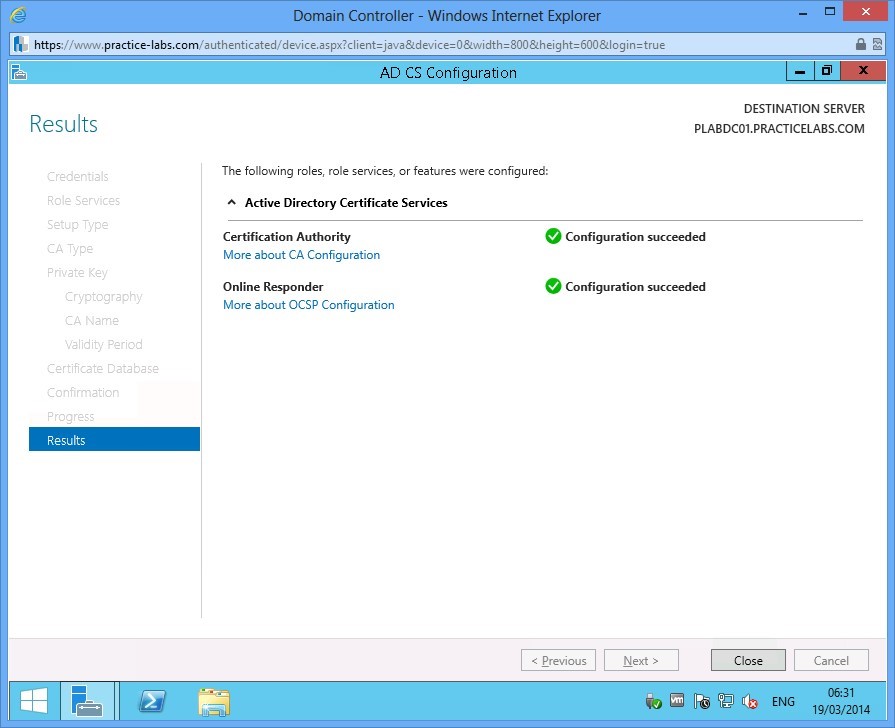 Domain Controller - Windows Internet Explorer
https://www.practice-labs.com/authenticated/device.aspx?client=java&device=0&width=800&height=600&login=true
AD CS Configuration
Results
DESTINATION SERVER
PLABDC01.PRACTICELABS.COM
Credentials
Role Services
Setup Type
CA Type
Private Key
Cryptography
CA Name
Validity Period
Certificate Database
Confirmation
Progress
Results
The following roles, role services, or features were configured:
Active Directory Certificate Services
Certification Authority Configuration succeeded
More about CA Configuration
Online Responder Configuration succeeded
More about OCSP Configuration
< Previous Next > Close Cancel
ENG 06:31
19/03/2014